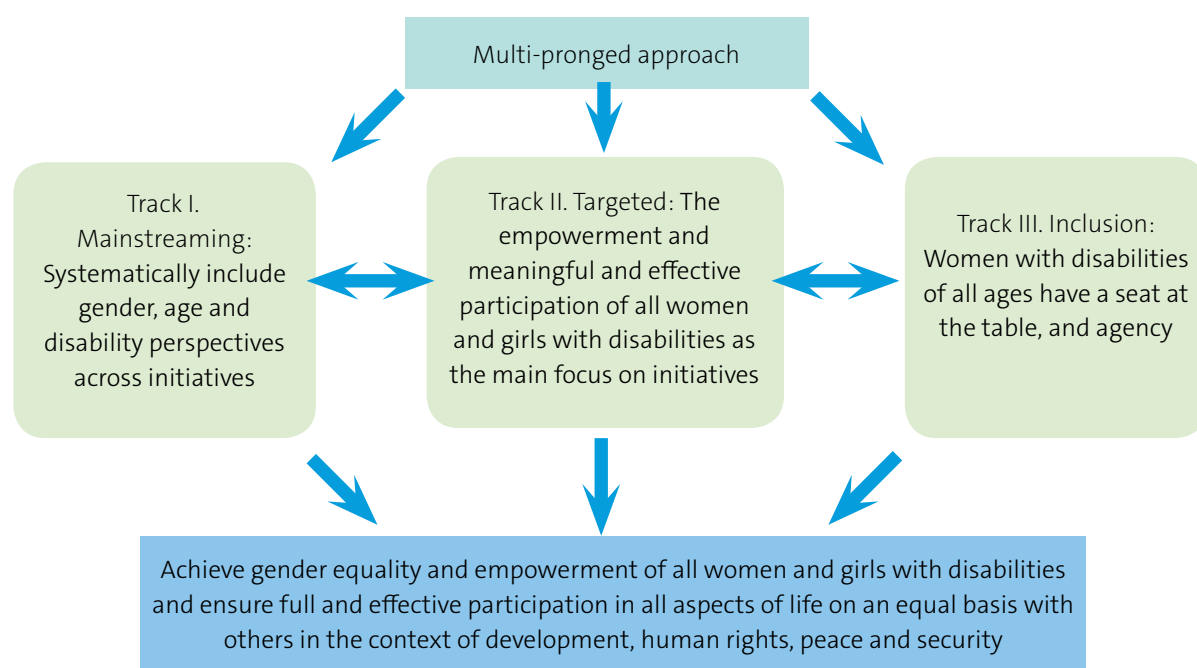 Multi-pronged approach
Track I.
Mainstreaming:
Systematically include
gender, age and
disability perspectives
across initiatives
Track II. Targeted: The
empowerment and
meaningful and effective
participation of all women
and girls with disabilities as
the main focus on initiatives
Track III. Inclusion:
Women with disabilities
of all ages have a seat at
the table, and agency
Achieve gender equality and empowerment of all women and girls with disabilities
and ensure full and effective participation in all aspects of life on an equal basis with
others in the context of development, human rights, peace and security